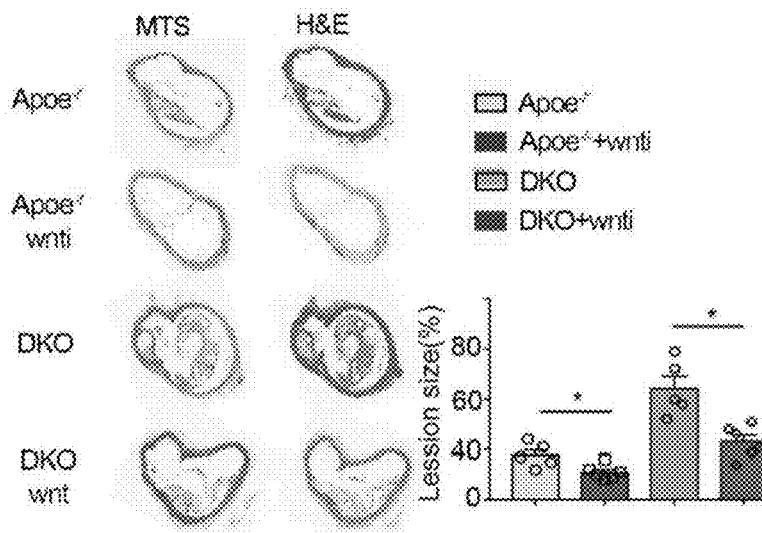 MTS H&E
Apoe-/-
Apoe-/-
wnti
DKO
DKO
wnt
Apoe-/-
Apoe-/-+wnti
DKO
DKO+wnti
Lession size(%)
80
60
40
0
*
*